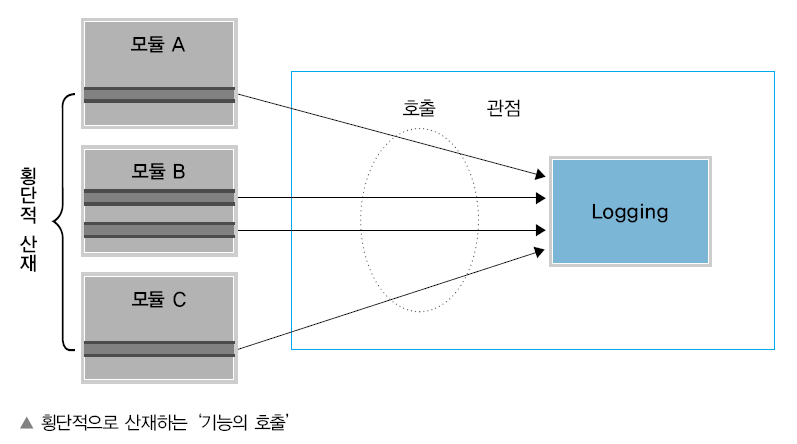 모듈 A
호출 관점
모듈 B
횡단적 산재
Logging
모듈 C
▲ 횡단적으로 산재하는 ‘기능의 호출’